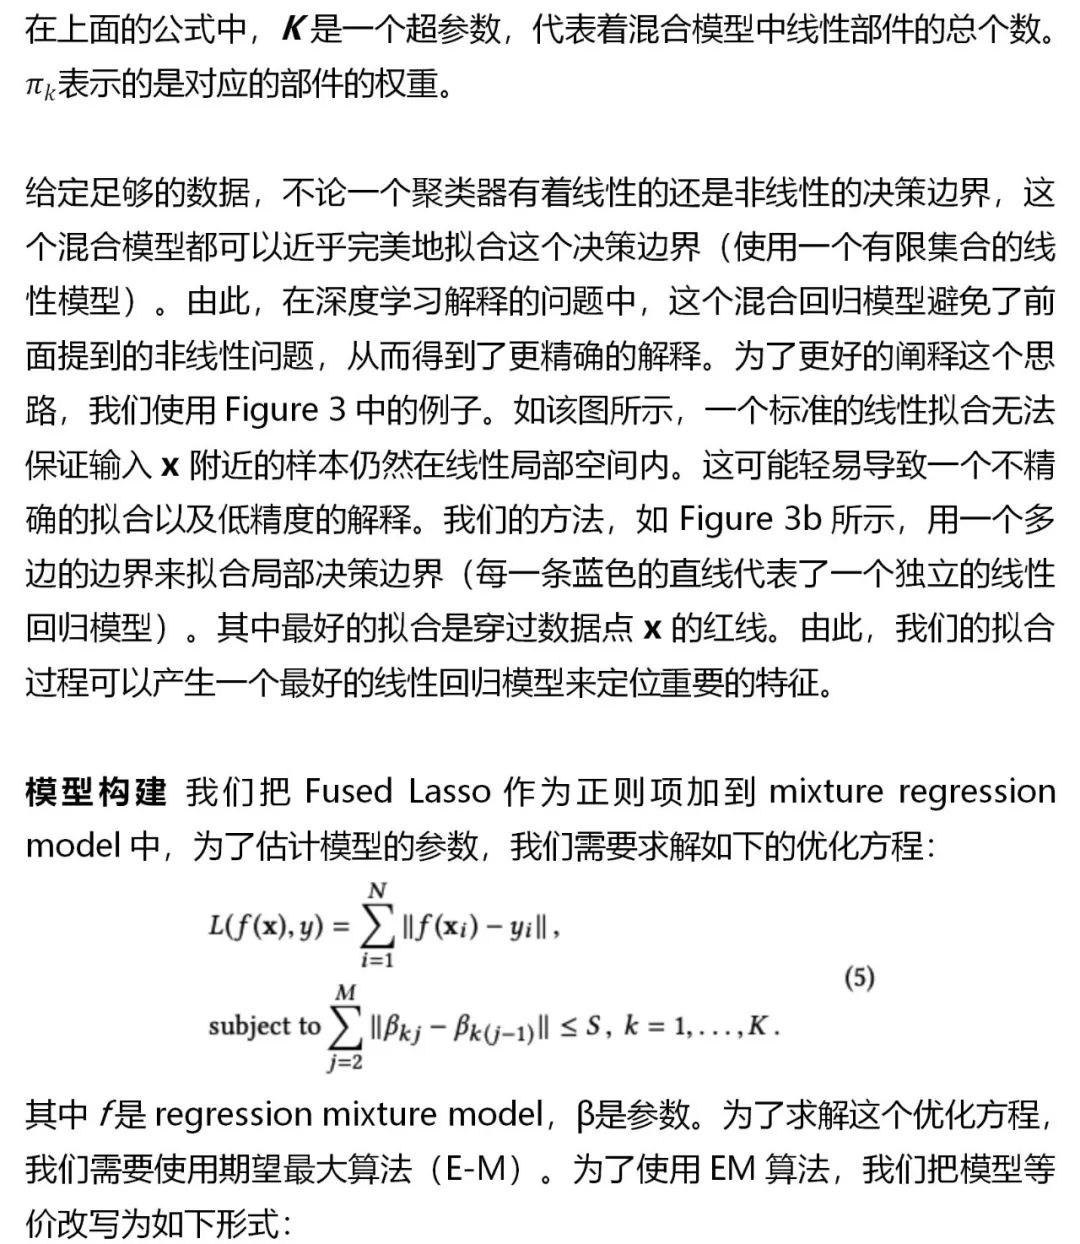 在上面的公式中，K是一个超参数，代表着混合模型中线性部件的总个数。
π_k表示的是对应的部件的权重。
给定足够的数据，不论一个聚类器有着线性的还是非线性的决策边界，这
个混合模型都可以近乎完美地拟合这个决策边界（使用一个有限集合的线
性模型）。由此，在深度学习解释的问题中，这个混合回归模型避免了前
面提到的非线性问题，从而得到了更精确的解释。为了更好的阐释这个思
路，我们使用 Figure 3 中的例子。如该图所示，一个标准的线性拟合无法
保证输入 x 附近的样本仍然在线性局部空间内。这可能轻易导致一个不精
确的拟合以及低精度的解释。我们的方法，如 Figure 3b 所示，用一个多
边的边界来拟合局部决策边界（每一条蓝色的直线代表了一个独立的线性
回归模型）。其中最好的拟合是穿过数据点 x 的红线。由此，我们的拟合
过程可以产生一个最好的线性回归模型来定位重要的特征。
模型构建 我们把 Fused Lasso 作为正则项加到 mixture regression
model 中，为了估计模型的参数，我们需要求解如下的优化方程：
L(f(x), y) = ∑_{i=1}^{N} ‖f(x_i) − y_i‖ ,
(5)
subject to ∑_{j=2}^{M} ‖β_{kj} − β_{k(j−1)}‖ ≤ S , k = 1, . . . , K .
其中 f是 regression mixture model，β是参数。为了求解这个优化方程，
我们需要使用期望最大算法（E-M）。为了使用 EM 算法，我们把模型等
价改写为如下形式：